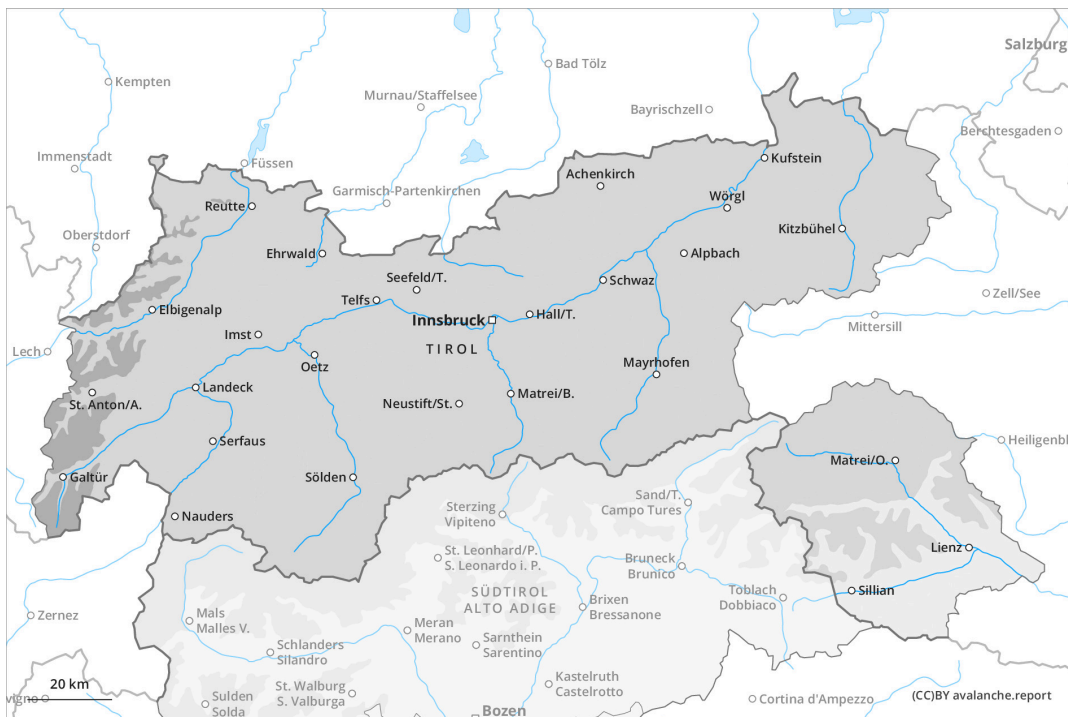 Salzburg
Kempten
Bad Tölz
Murnau/Staffelsee
Bayrischzell
Berchtesgaden
Immenstadt
Füssen
Kufstein
Garmisch-Partenkirchen
Achenkirch
Reutte
Wörgl
Oberstdorf
Kitzbühel
Ehrwald
Alpbach
Seefeld/T.
Schwaz
Zell/See
Telfs
Elbigenalp
Innsbruck
Hall/T.
Mittersill
Imst
TIROL
Lech
Oetz
Mayrhofen
Landeck
St. Anton/A.
Neustift/St.
Matrei/B.
Serfaus
Heiligenbl
Matrei/O.
Galtür
Sölden
Sand/T.
Campo Tures
Sterzing
Vipiteno
Nauders
Lienz
St. Leonhard/P.
S. Leonardo i. P.
Bruneck
Brunico
SÜDTIROL
ALTO ADIGE
Sillian
Toblach
Dobbiaco
Brixen
Bressanone
Zernez
Mals
Malles V.
Meran
Merano
Sarnthein
Sarentino
Schlanders
Silandro
Kastelruth
Castelrotto
20 km
St. Walburg
S. Valburga
vigno
Sulden
Solda
Cortina d'Ampezzo
(CC)BY avalanche.report
Bozen